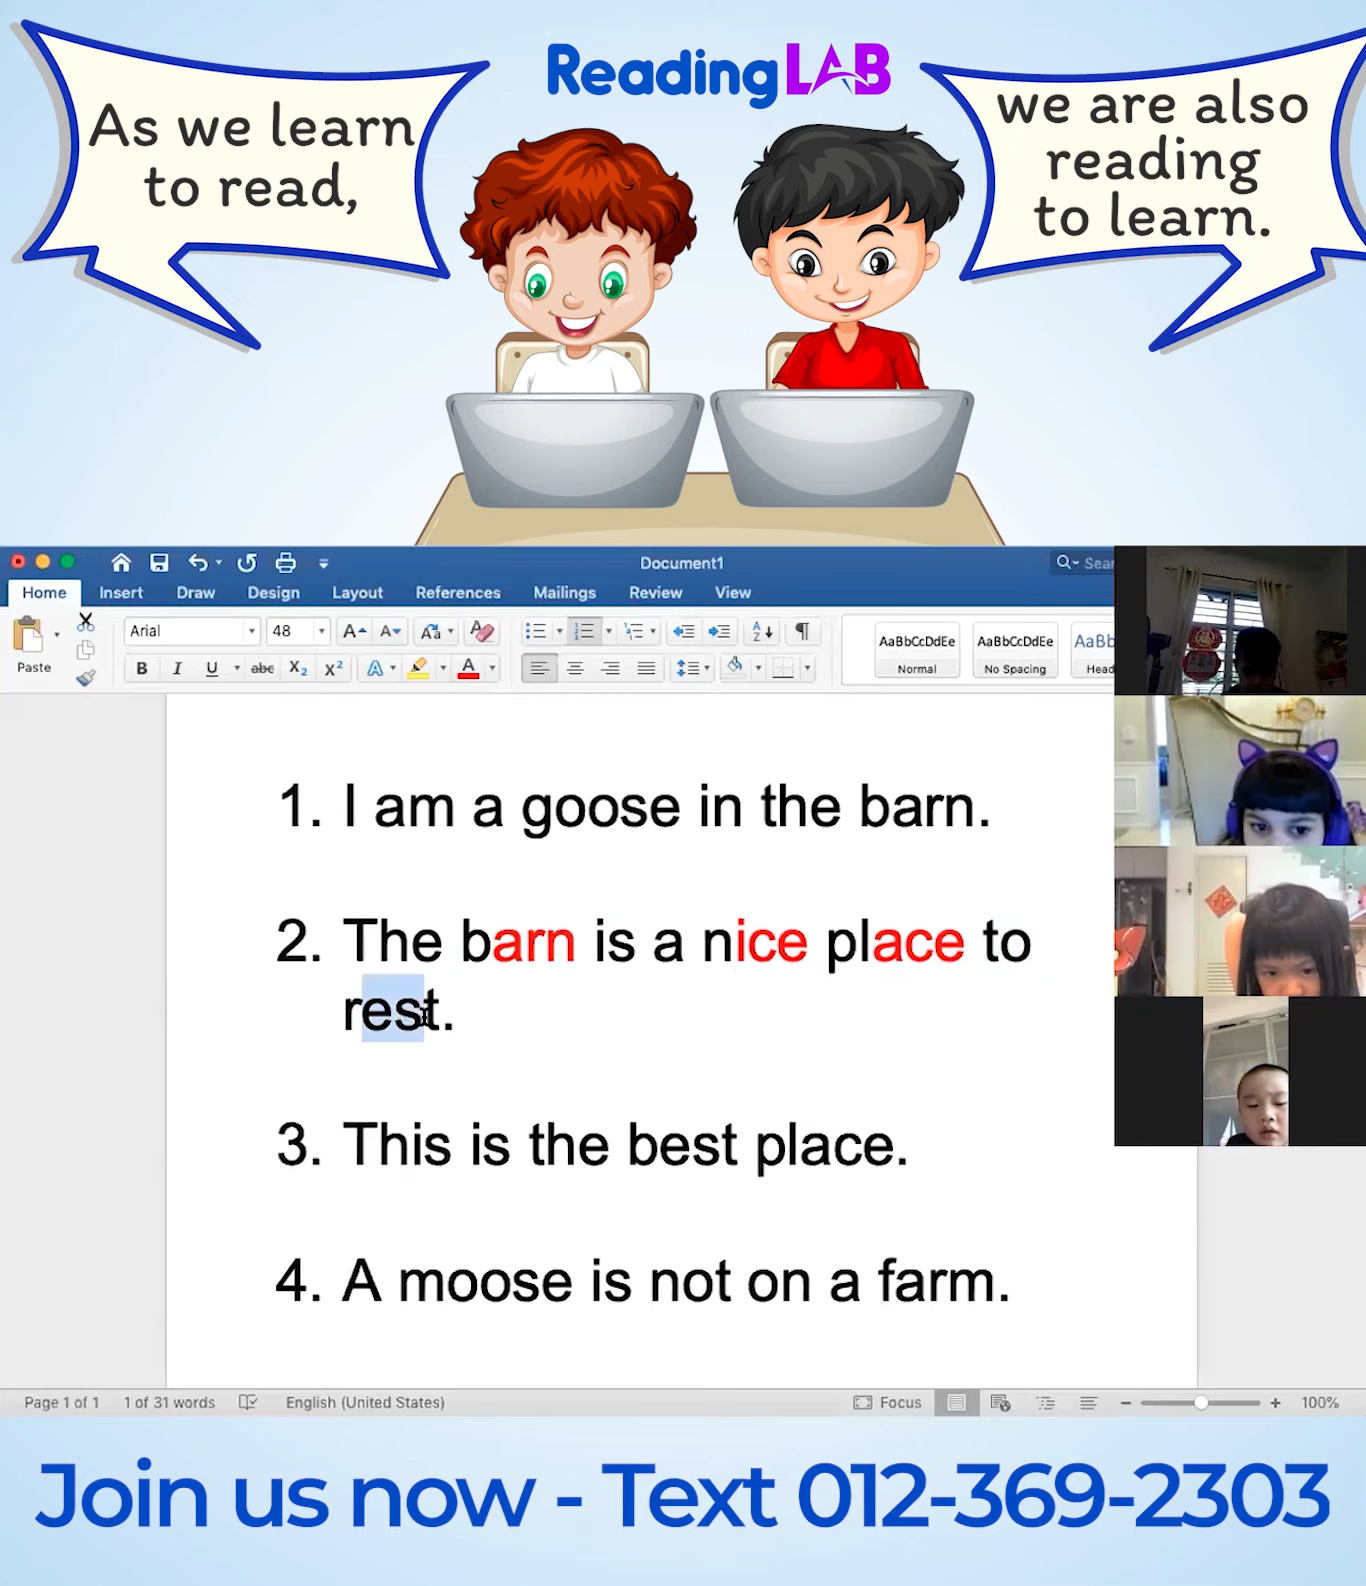 As we learn
to read,
ReadingLAB
we are also
reading
to learn.
Document1
Sear
Home Insert Draw Design Layout References Mailings Review View
Paste
Arial 48
AaBbCcDdEe AaBbCcDdEe AaBb
Normal No Spacing Head
1. I am a goose in the barn.
2. The barn is a nice place to
rest.
3. This is the best place.
4. A moose is not on a farm.
Page 1 of 1 1 of 31 words English (United States) Focus 100%
Join us now - Text 012-369-2303